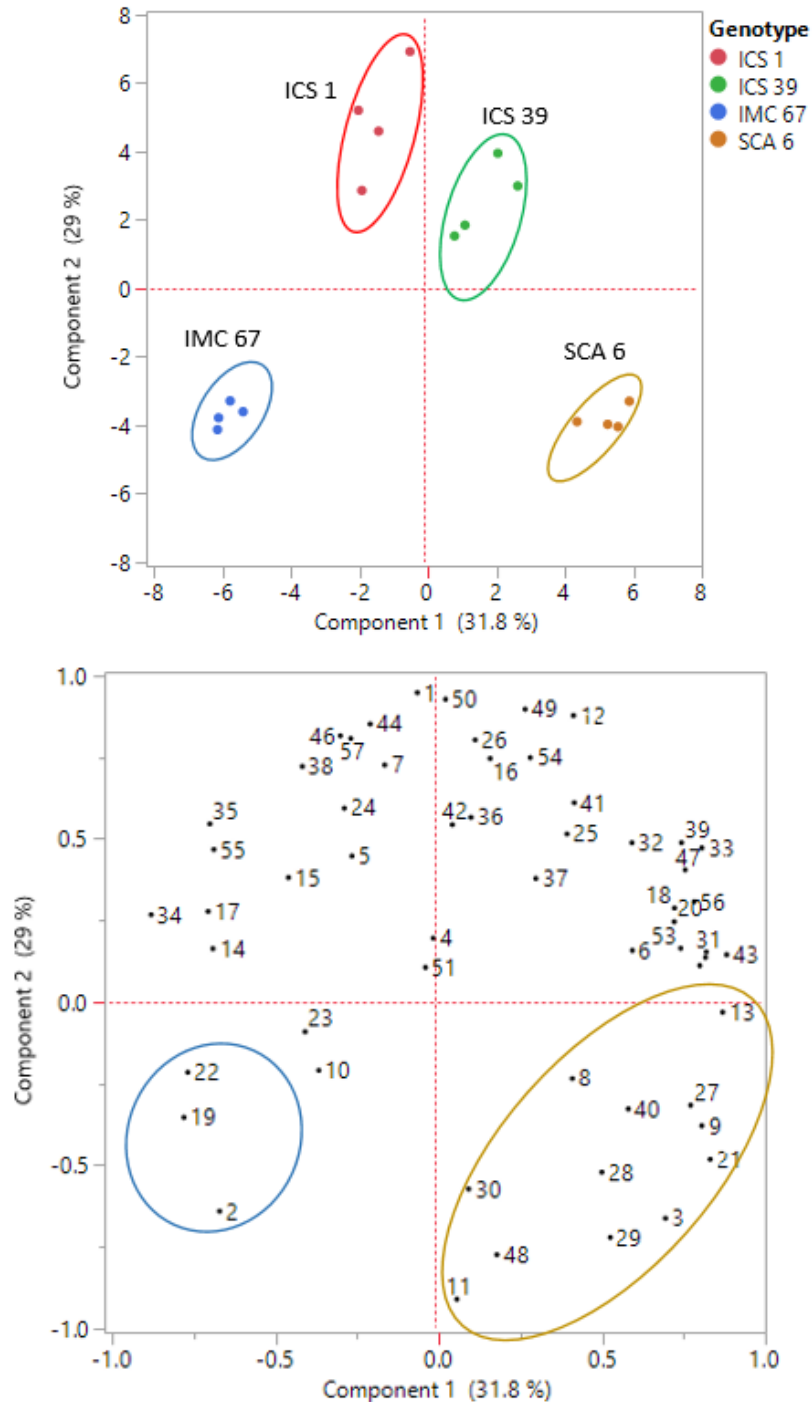 Genotype
ICS 1
ICS 39
IMC 67
SCA 6
8
6
4
2
0
-2
-4
-6
-8
Component 2 (29 %)
ICS 1
ICS 39
IMC 67
SCA 6
-8 -6 -4 -2 0 2 4 6 8
Component 1 (31.8 %)
1.0
0.5
0.0
-0.5
-1.0
Component 2 (29 %)
1 50 49 12
46 44 57 26
38 7 16 54
35 24 42 36 41
55 5 25 32 39 33
15 37 47
34 17 18 20 56
14 4 53 31
51 6 43
23 13
22 10 8 27
19 40 9
30 28 21
2 3
48 29
11
-1.0 -0.5 0.0 0.5 1.0
Component 1 (31.8 %)